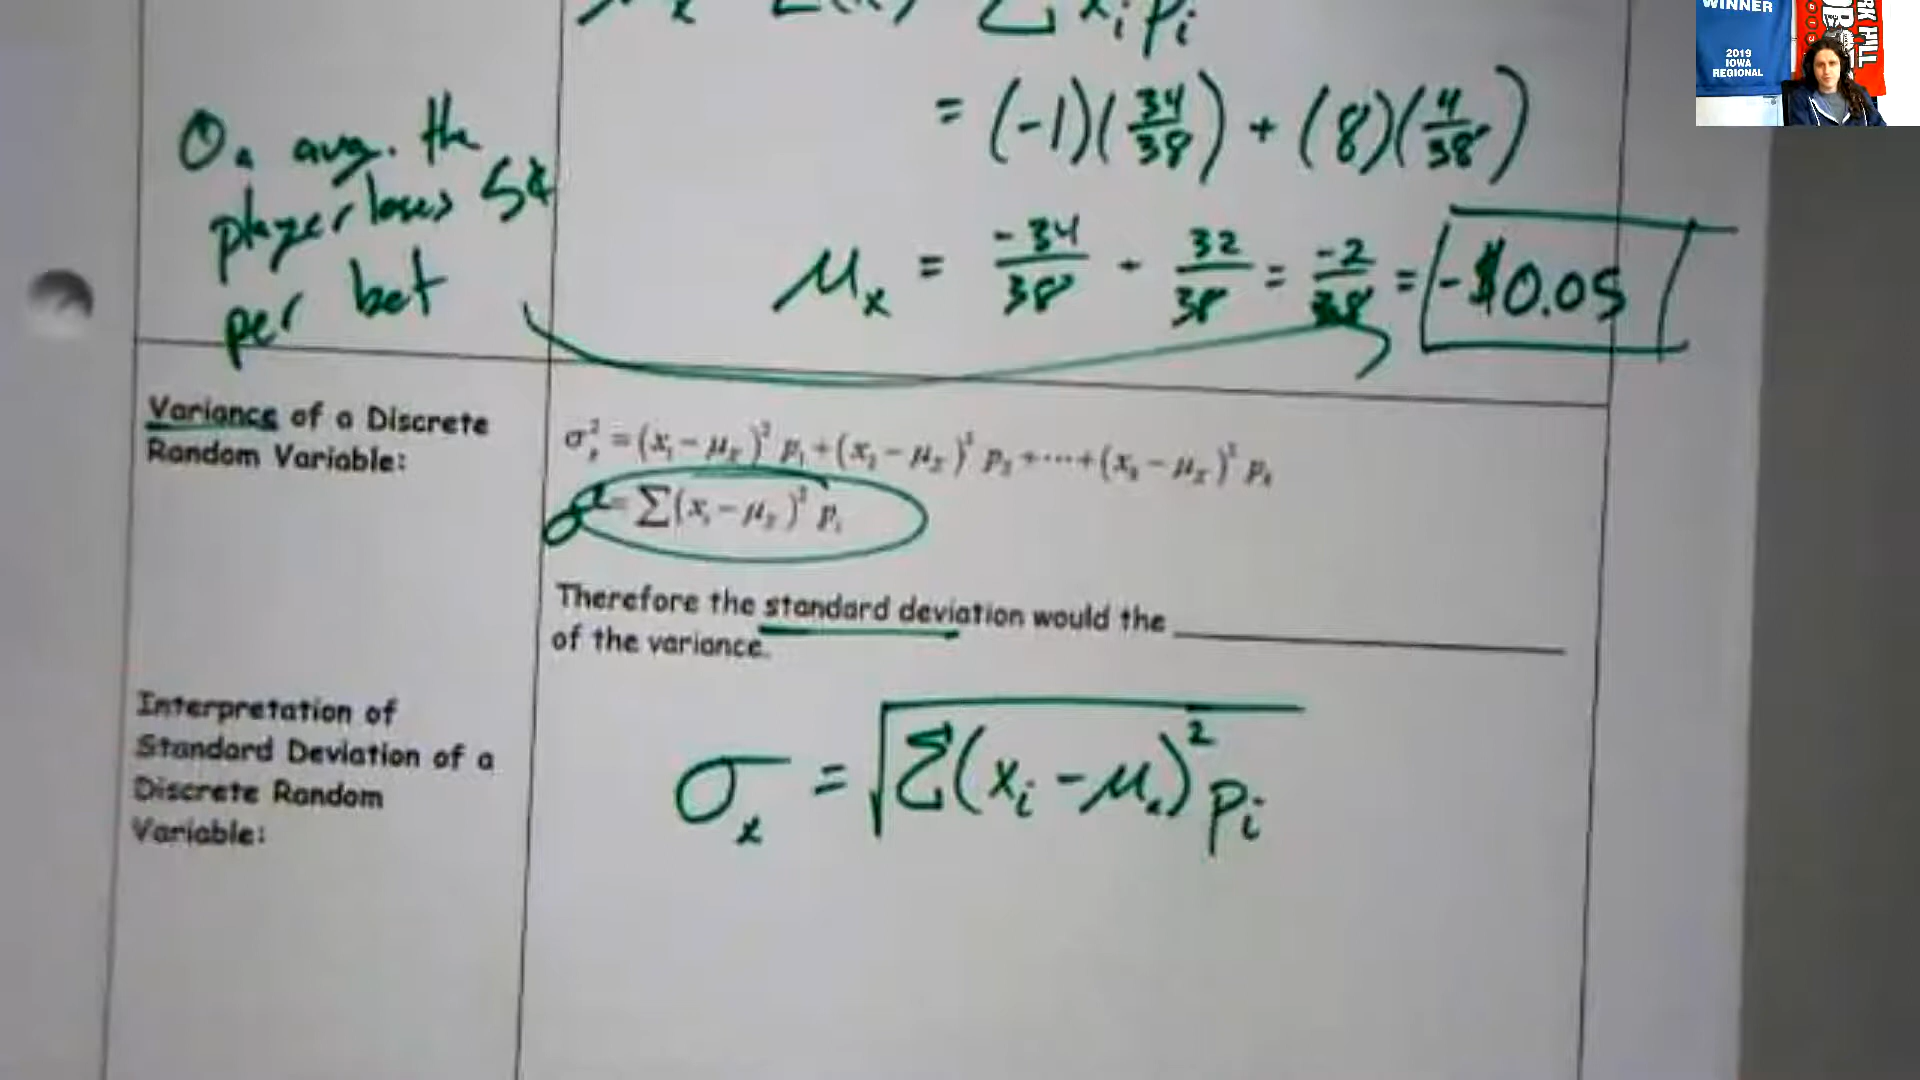 = (-1)(34/38) + (8)(4/38)
On avg. the
player loses 5¢
per bet
μx = -34/38 + 32/38 = -2/38 = -$0.05
Variance of a Discrete
Random Variable:
σ²x = (x₁ - μX)² p₁ + (x₂ - μX)² p₂ + ⋯ + (xk - μX)² pk
σ² = ∑(xi - μX)² pi
Therefore the standard deviation would the ____________
of the variance.
Interpretation of
Standard Deviation of a
Discrete Random
Variable:
σx = √Σ(xi - μx)² pi
WINNER
2019
IOWA
REGIONAL